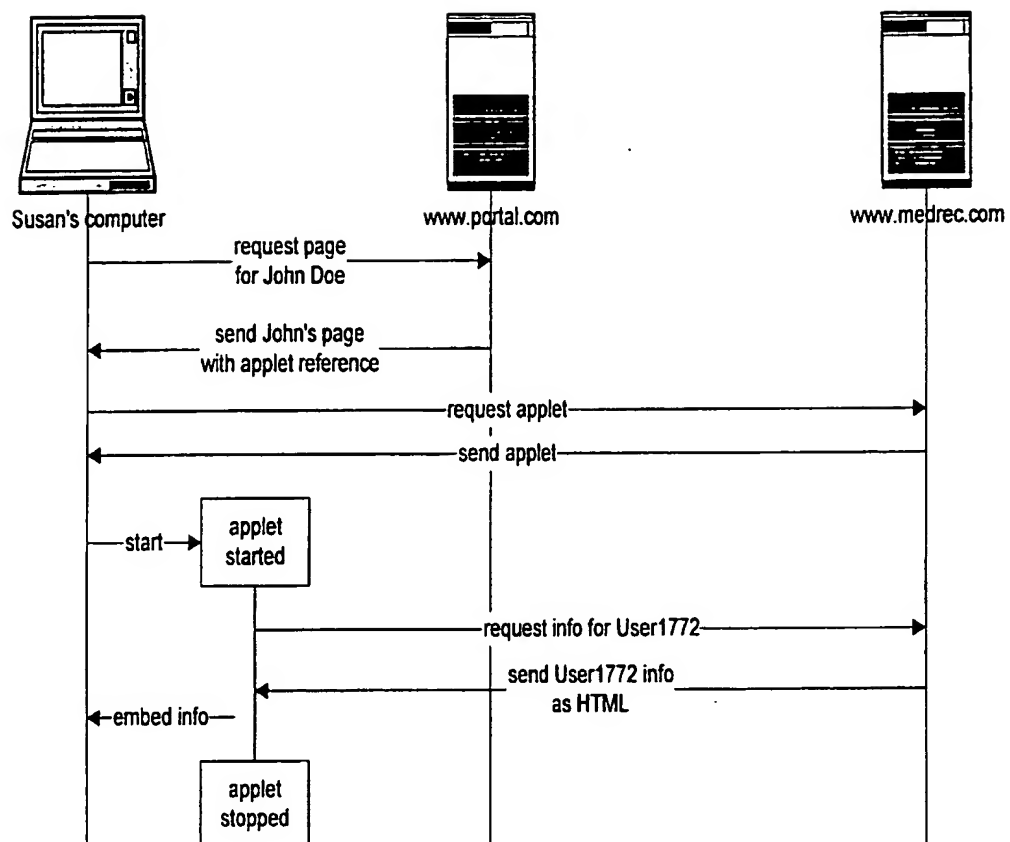 Susan's computer
www.portal.com
www.medrec.com
request page
for John Doe
send John's page
with applet reference
request applet
send applet
start
applet
started
request info for User1772
send User1772 info
as HTML
embed info
applet
stopped